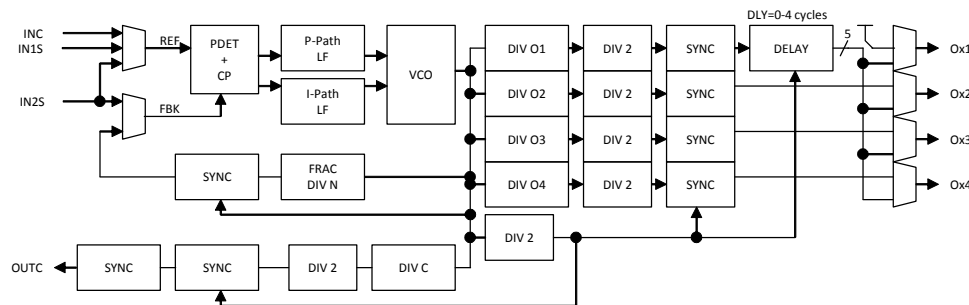 DLY=0-4 cycles
INC
IN1S
REF
PDET
+
CP
P-Path
LF
I-Path
LF
VCO
DIV O1
DIV 2
SYNC
DELAY
5
Ox1
IN2S
FBK
DIV O2
DIV 2
SYNC
Ox2
DIV O3
DIV 2
SYNC
Ox3
SYNC
FRAC
DIV N
DIV O4
DIV 2
SYNC
Ox4
DIV 2
OUTC
SYNC
SYNC
DIV 2
DIV C